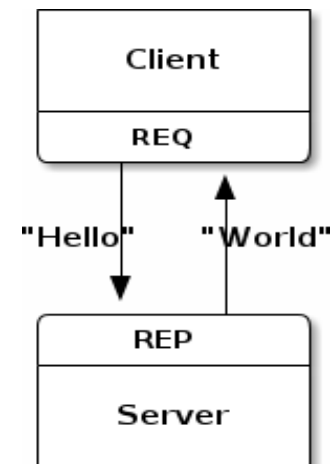 Client
REQ
"Hello" "World"
REP
Server